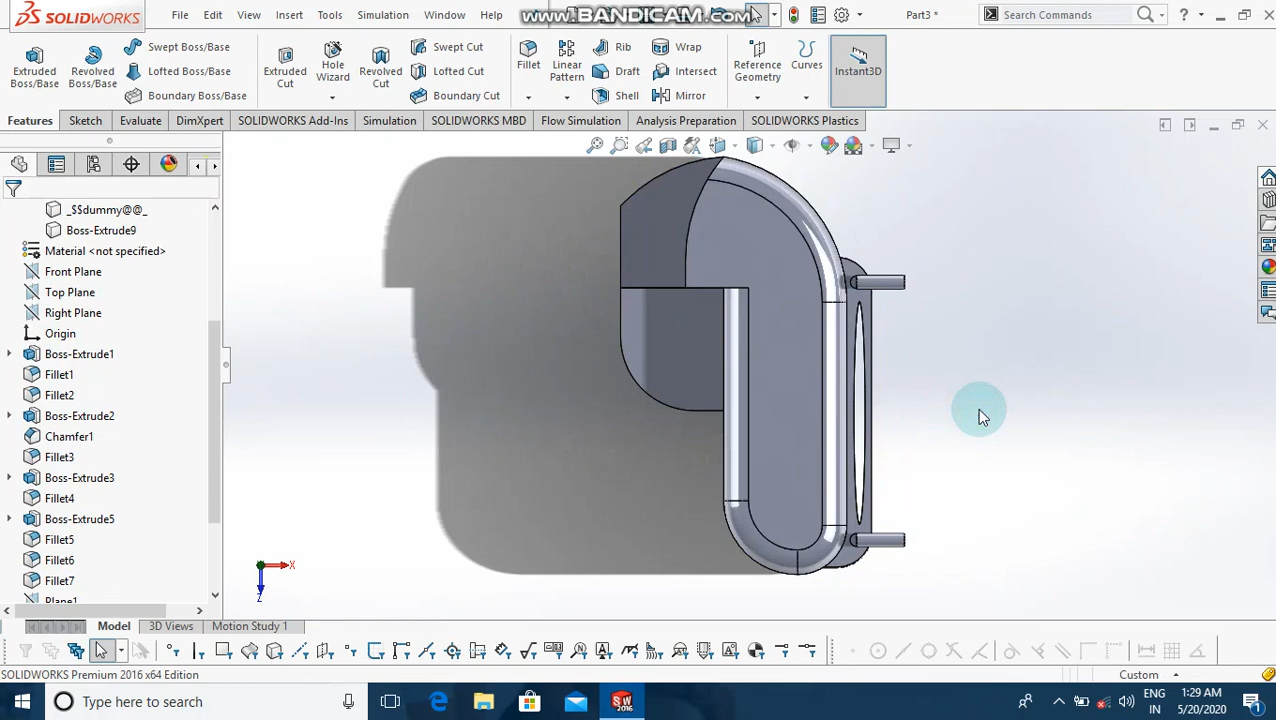 SOLIDWORKS
File Edit View Insert Tools Simulation Window Help
www.BANDICAM.com
Part3 *
Search Commands
Extruded Boss/Base
Revolved Boss/Base
Swept Boss/Base
Lofted Boss/Base
Boundary Boss/Base
Extruded Cut
Hole Wizard
Revolved Cut
Swept Cut
Lofted Cut
Boundary Cut
Fillet
Linear Pattern
Rib
Draft
Shell
Wrap
Intersect
Mirror
Reference Geometry
Curves
Instant3D
Features Sketch Evaluate DimXpert SOLIDWORKS Add-Ins Simulation SOLIDWORKS MBD Flow Simulation Analysis Preparation SOLIDWORKS Plastics
_$$dummy@@_
Boss-Extrude9
Material <not specified>
Front Plane
Top Plane
Right Plane
Origin
Boss-Extrude1
Fillet1
Fillet2
Boss-Extrude2
Chamfer1
Fillet3
Boss-Extrude3
Fillet4
Boss-Extrude5
Fillet5
Fillet6
Fillet7
Plane1
X
Z
Model 3D Views Motion Study 1
SOLIDWORKS Premium 2016 x64 Edition
Custom
Type here to search
SW
2016
ENG
IN
1:29 AM
5/20/2020
1